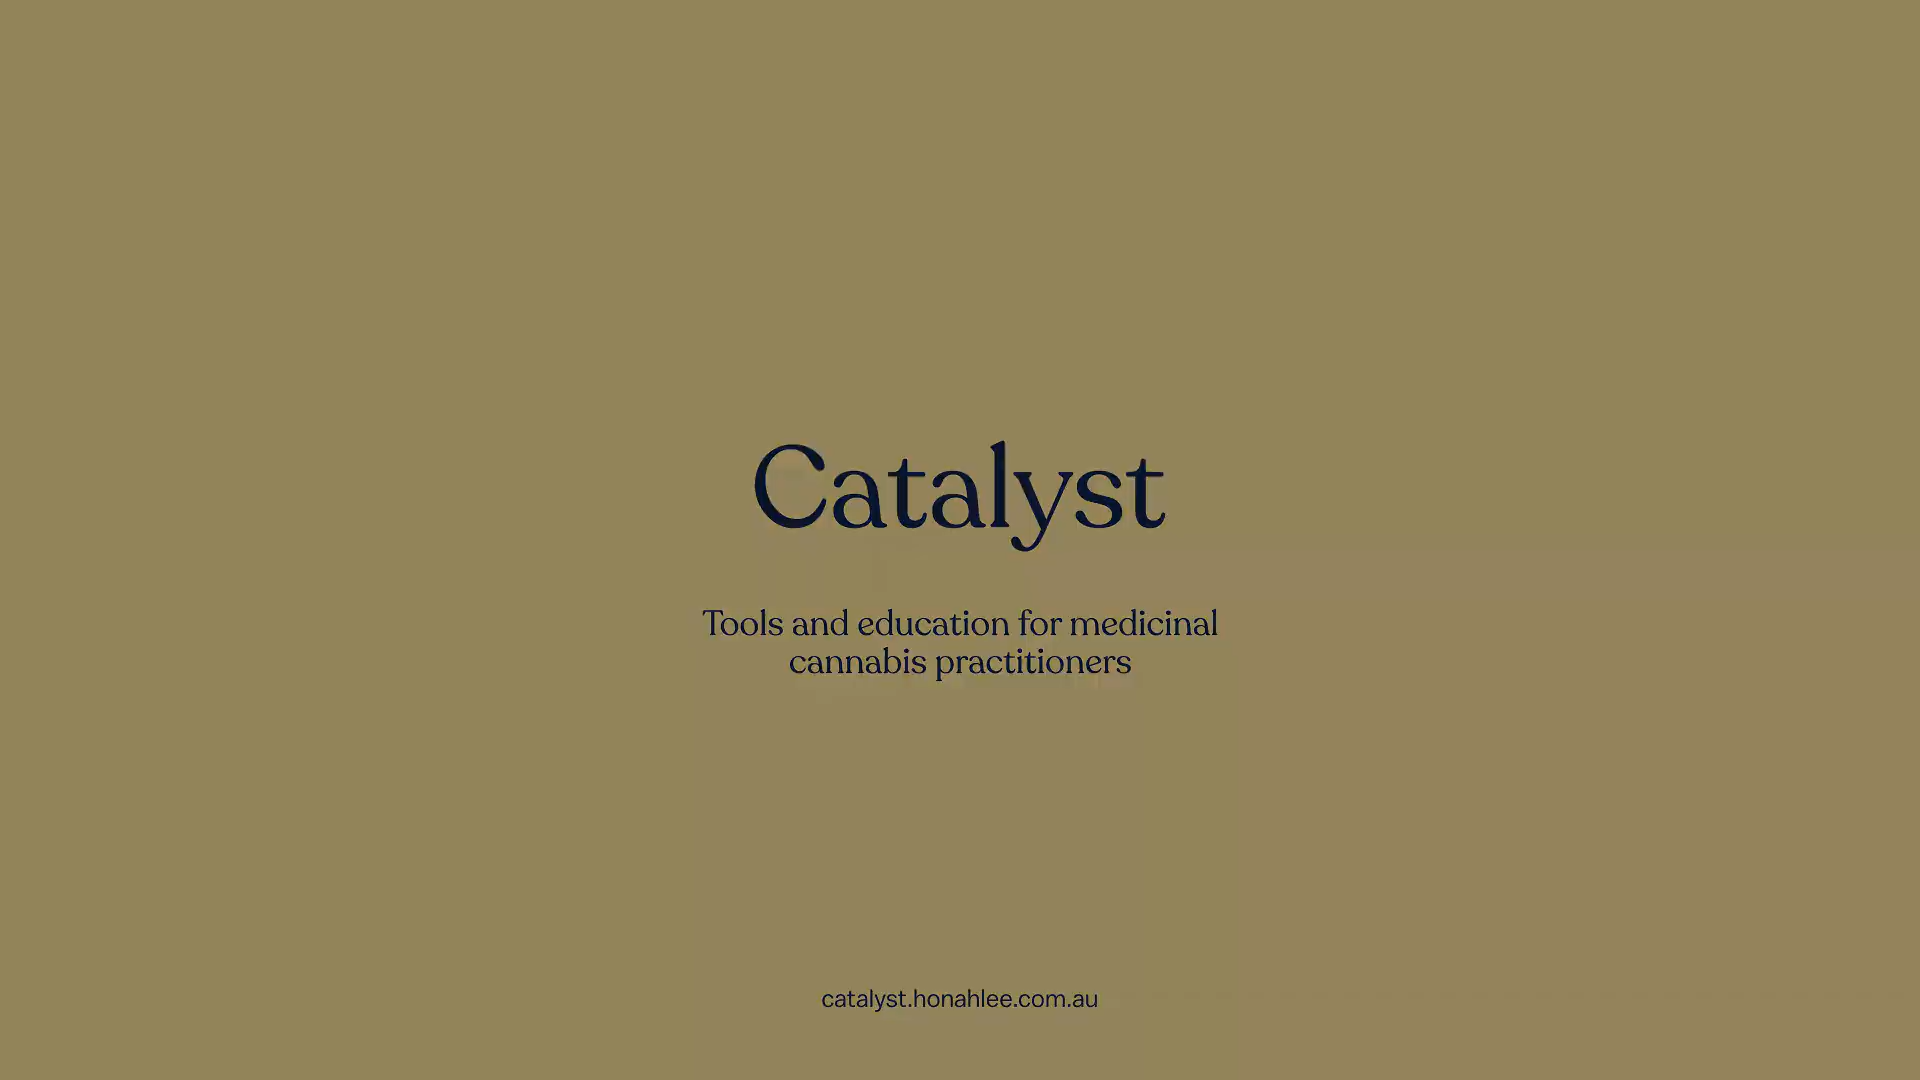 Catalyst
Tools and education for medicinal
cannabis practitioners
catalyst.honahlee.com.au